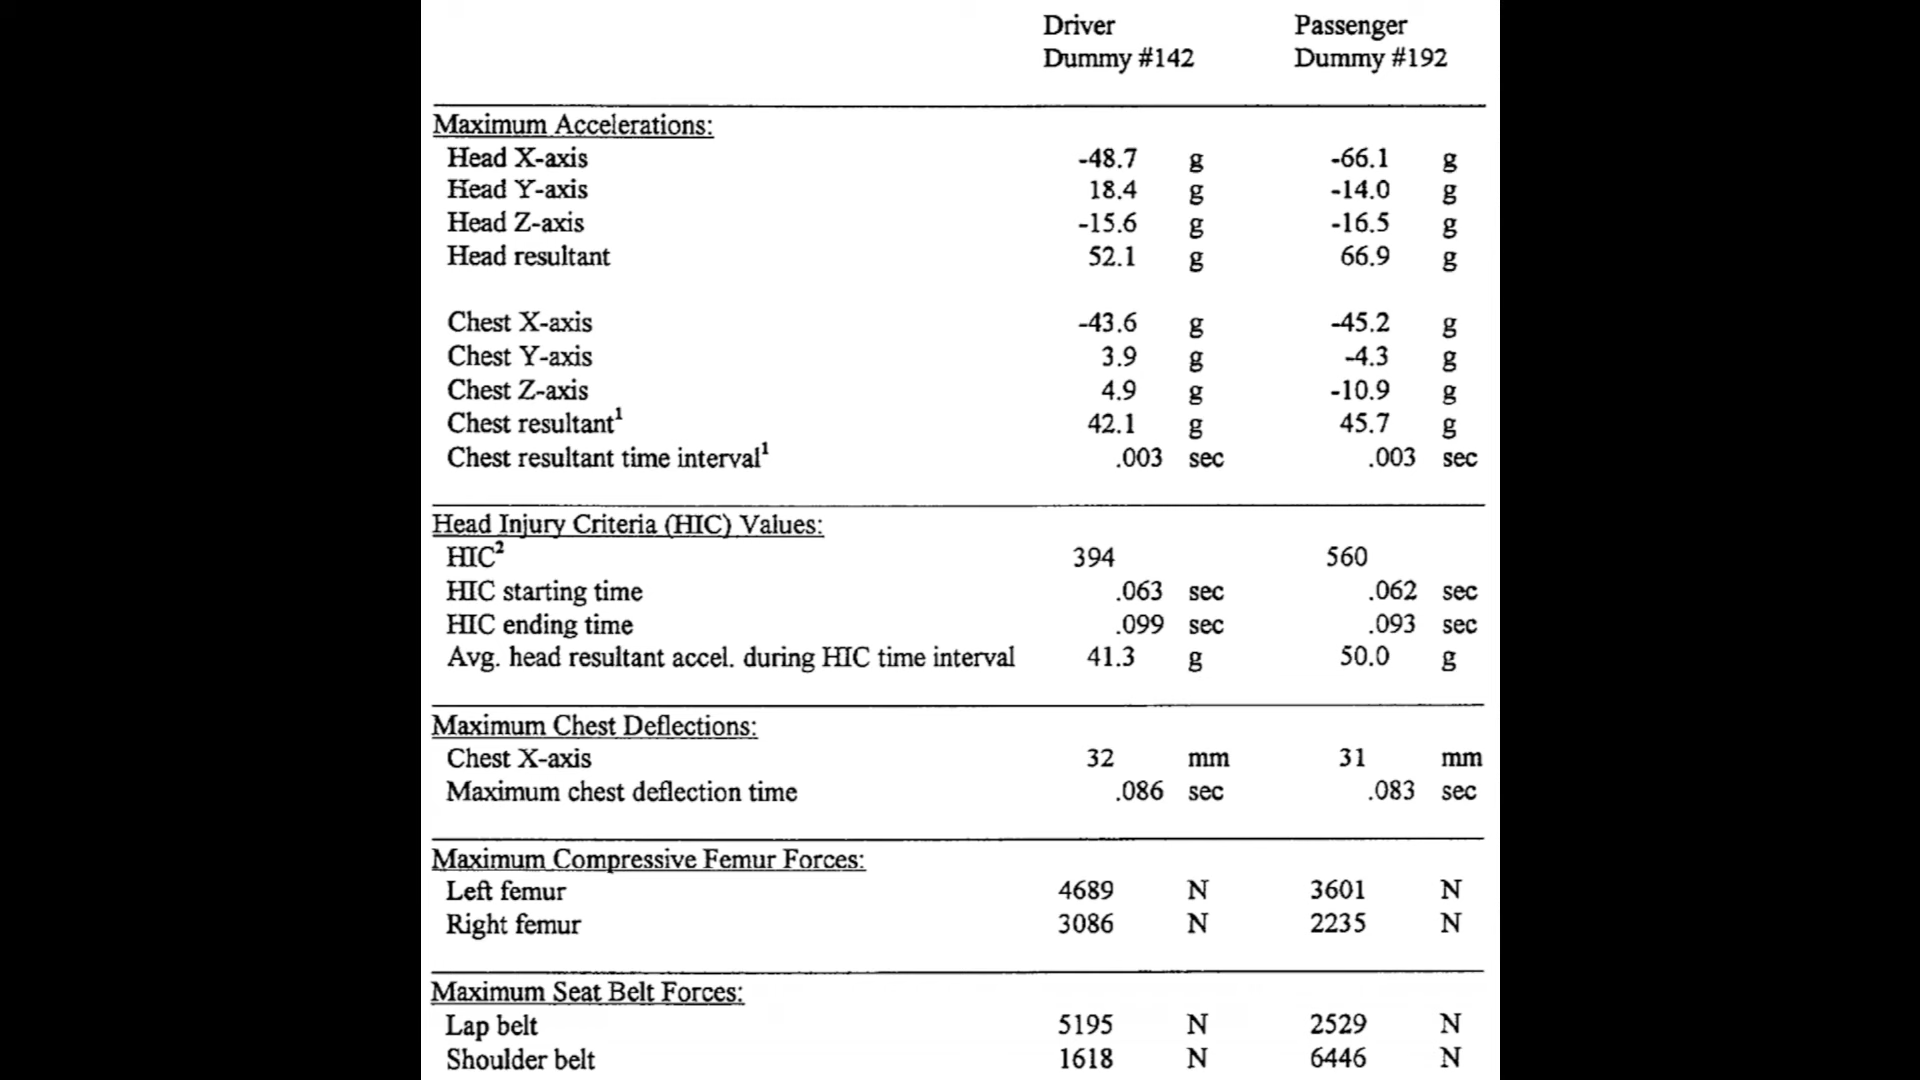 Driver Passenger
Dummy #142 Dummy #192
Maximum Accelerations:
Head X-axis -48.7 g -66.1 g
Head Y-axis 18.4 g -14.0 g
Head Z-axis -15.6 g -16.5 g
Head resultant 52.1 g 66.9 g
Chest X-axis -43.6 g -45.2 g
Chest Y-axis 3.9 g -4.3 g
Chest Z-axis 4.9 g -10.9 g
Chest resultant¹ 42.1 g 45.7 g
Chest resultant time interval¹ .003 sec .003 sec
Head Injury Criteria (HIC) Values:
HIC² 394 560
HIC starting time .063 sec .062 sec
HIC ending time .099 sec .093 sec
Avg. head resultant accel. during HIC time interval 41.3 g 50.0 g
Maximum Chest Deflections:
Chest X-axis 32 mm 31 mm
Maximum chest deflection time .086 sec .083 sec
Maximum Compressive Femur Forces:
Left femur 4689 N 3601 N
Right femur 3086 N 2235 N
Maximum Seat Belt Forces:
Lap belt 5195 N 2529 N
Shoulder belt 1618 N 6446 N